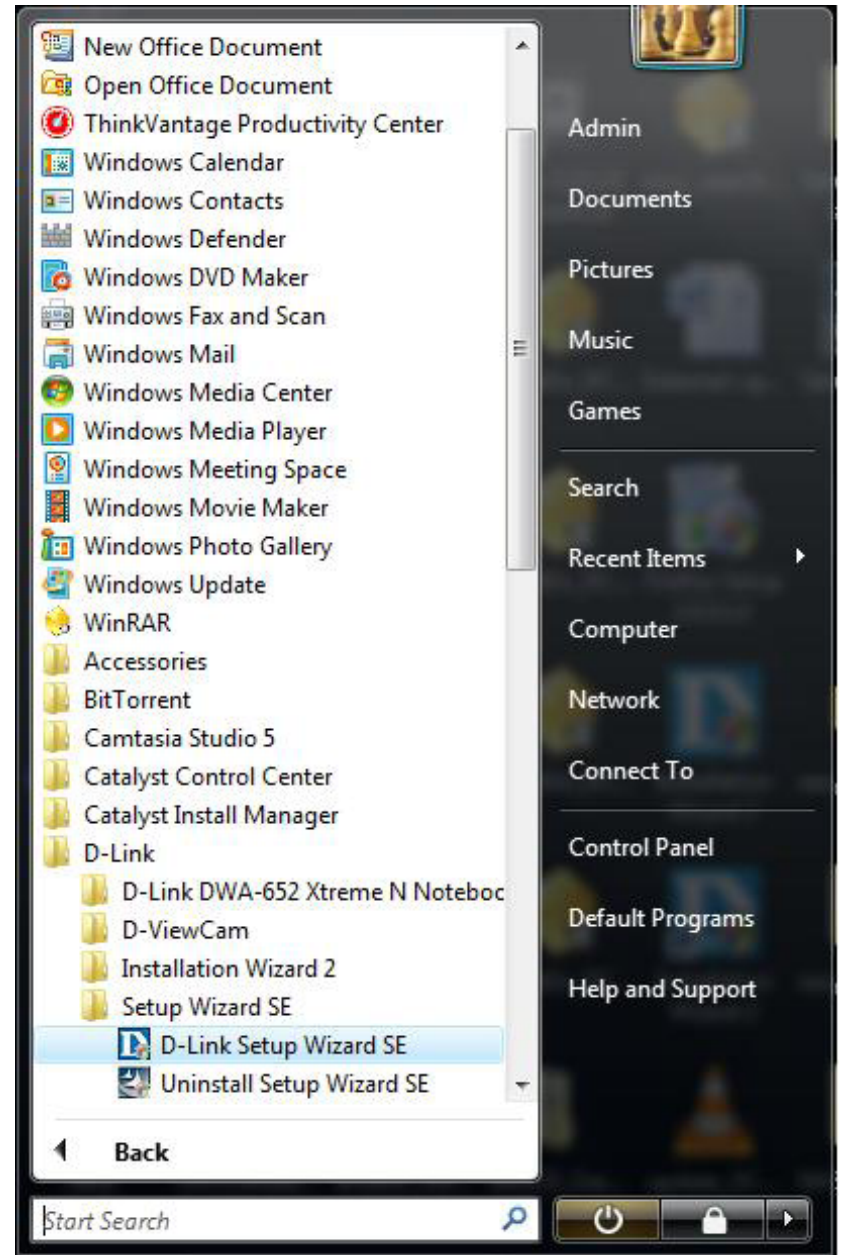 New Office Document
Open Office Document
ThinkVantage Productivity Center
Windows Calendar
Windows Contacts
Windows Defender
Windows DVD Maker
Windows Fax and Scan
Windows Mail
Windows Media Center
Windows Media Player
Windows Meeting Space
Windows Movie Maker
Windows Photo Gallery
Windows Update
WinRAR
Accessories
BitTorrent
Camtasia Studio 5
Catalyst Control Center
Catalyst Install Manager
D-Link
D-Link DWA-652 Xtreme N Noteboc
D-ViewCam
Installation Wizard 2
Setup Wizard SE
D-Link Setup Wizard SE
Uninstall Setup Wizard SE
Back
Start Search
Admin
Documents
Pictures
Music
Games
Search
Recent Items
Computer
Network
Connect To
Control Panel
Default Programs
Help and Support